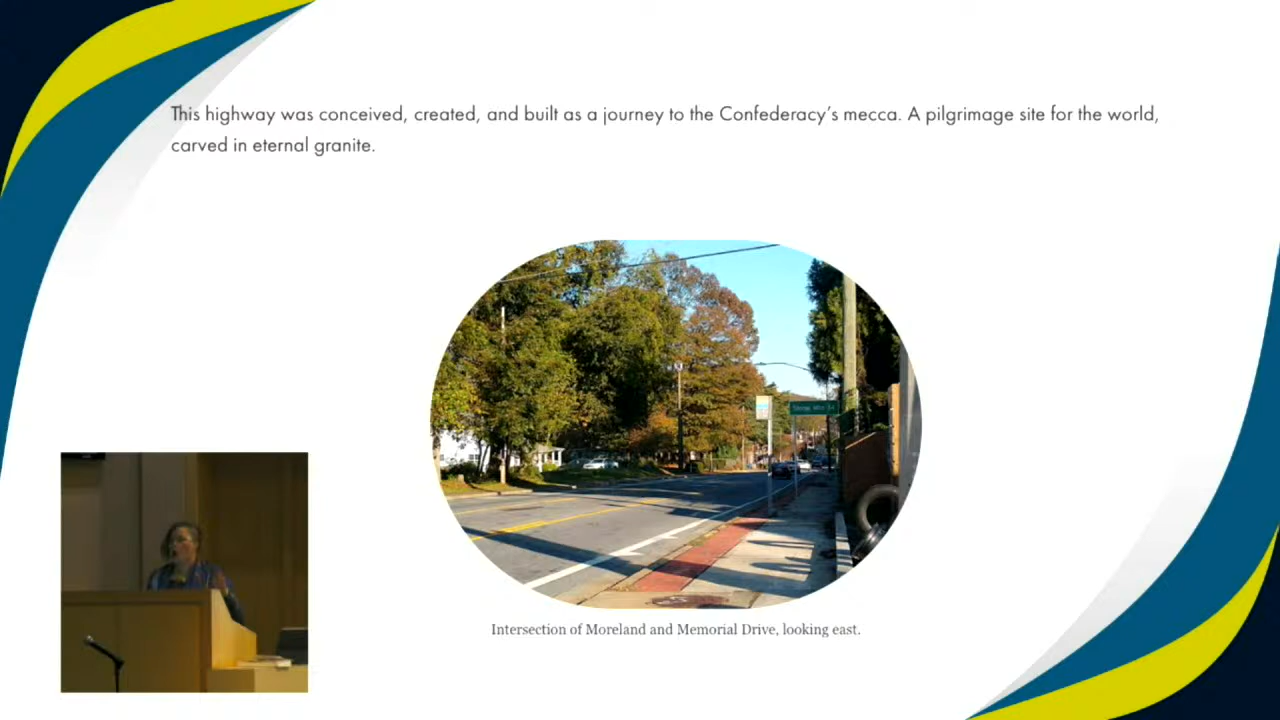 This highway was conceived, created, and built as a journey to the Confederacy's mecca. A pilgrimage site for the world,
carved in eternal granite.
Intersection of Moreland and Memorial Drive, looking east.